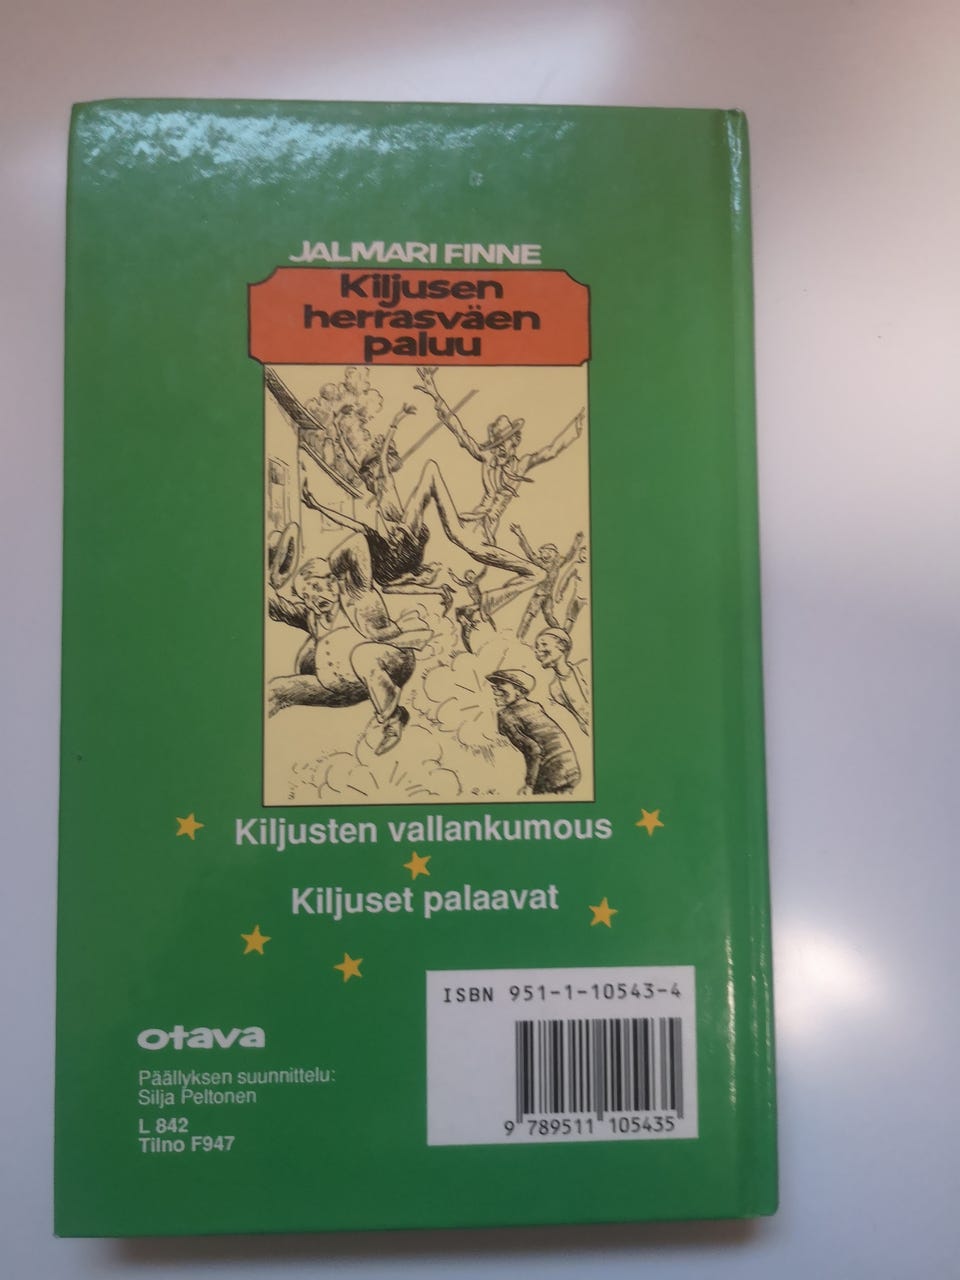 JALMARI FINNE
Kiljusen
herrasväen
paluu
R.K.
Kiljusten vallankumous
Kiljuset palaavat
ISBN 951-1-10543-4
otava
Päällyksen suunnittelu:
Silja Peltonen
L 842
Tilno F947
9 789511 105435